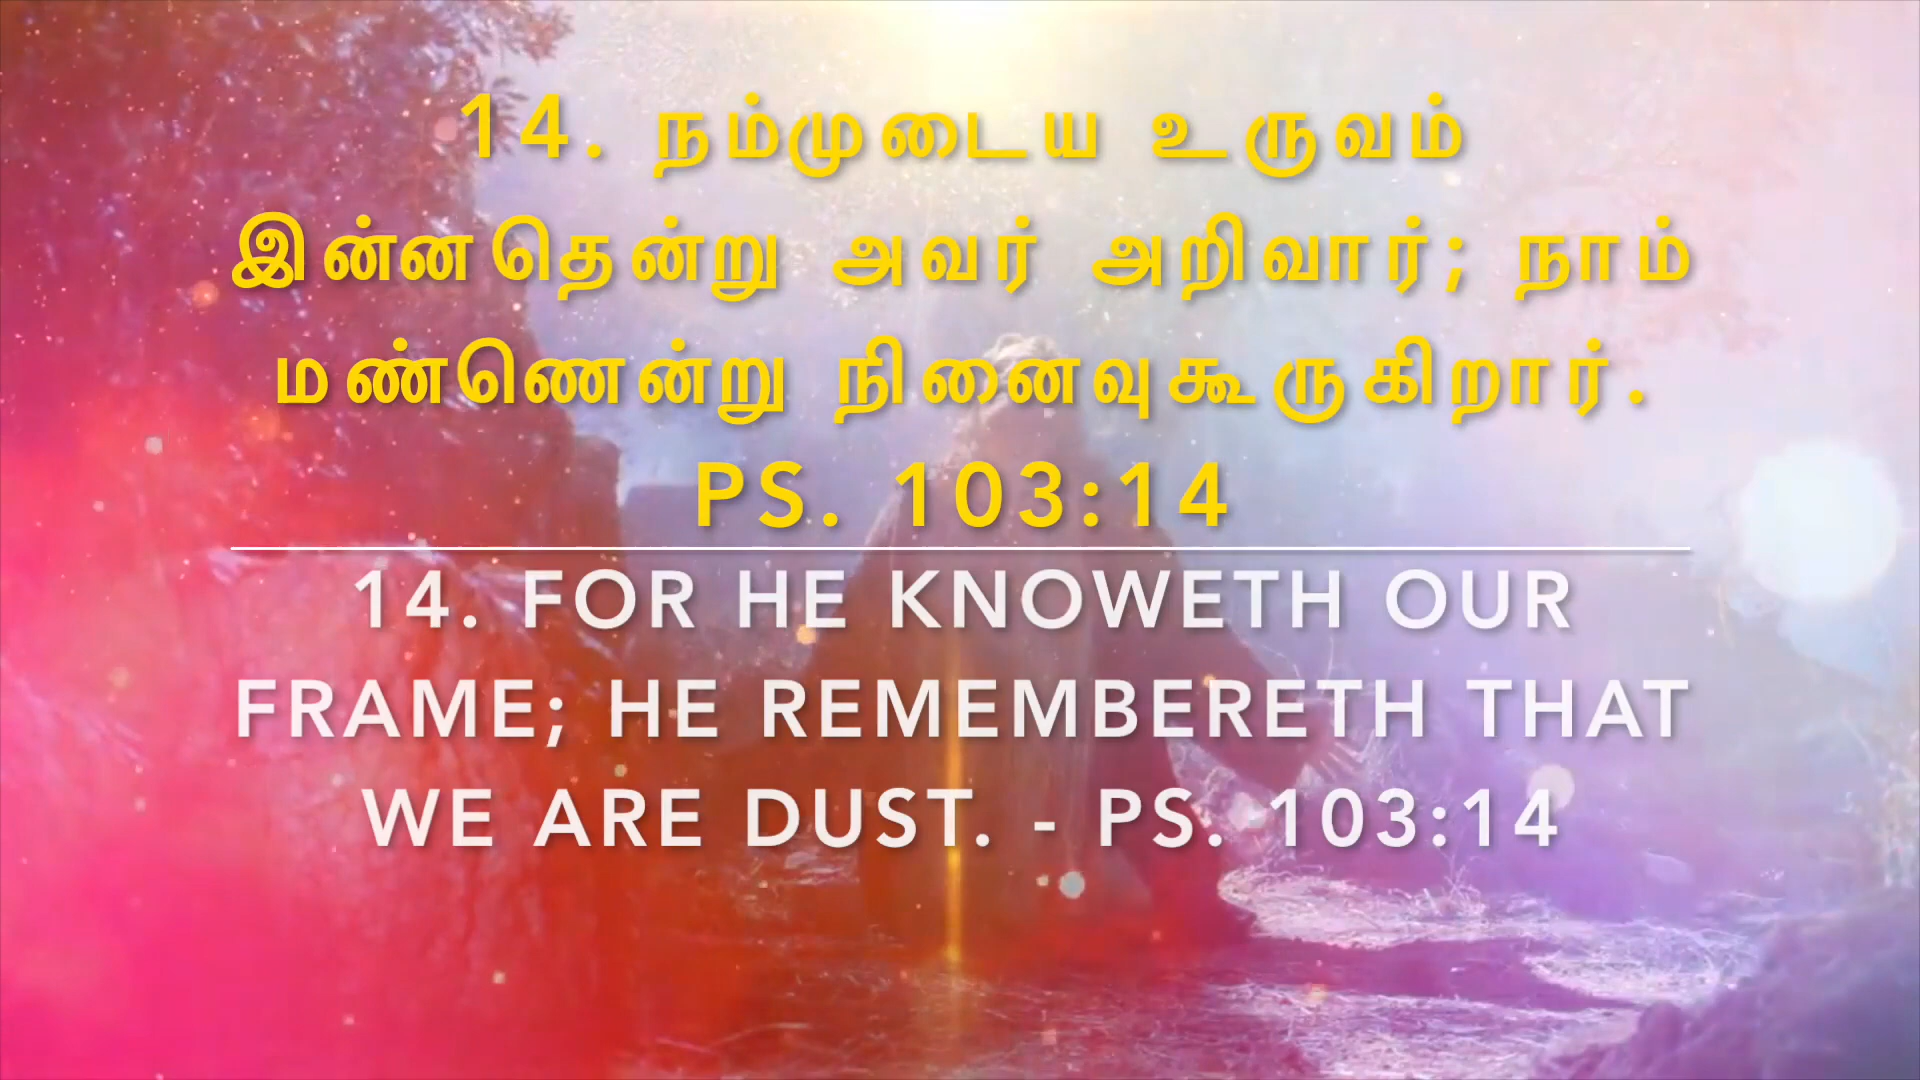 14. நம்முடைய உருவம்
இன்னதென்று அவர் அறிவார்; நாம்
மண்ணென்று நினைவுகூருகிறார்.
PS. 103:14
14. FOR HE KNOWETH OUR
FRAME; HE REMEMBERETH THAT
WE ARE DUST. - PS. 103:14